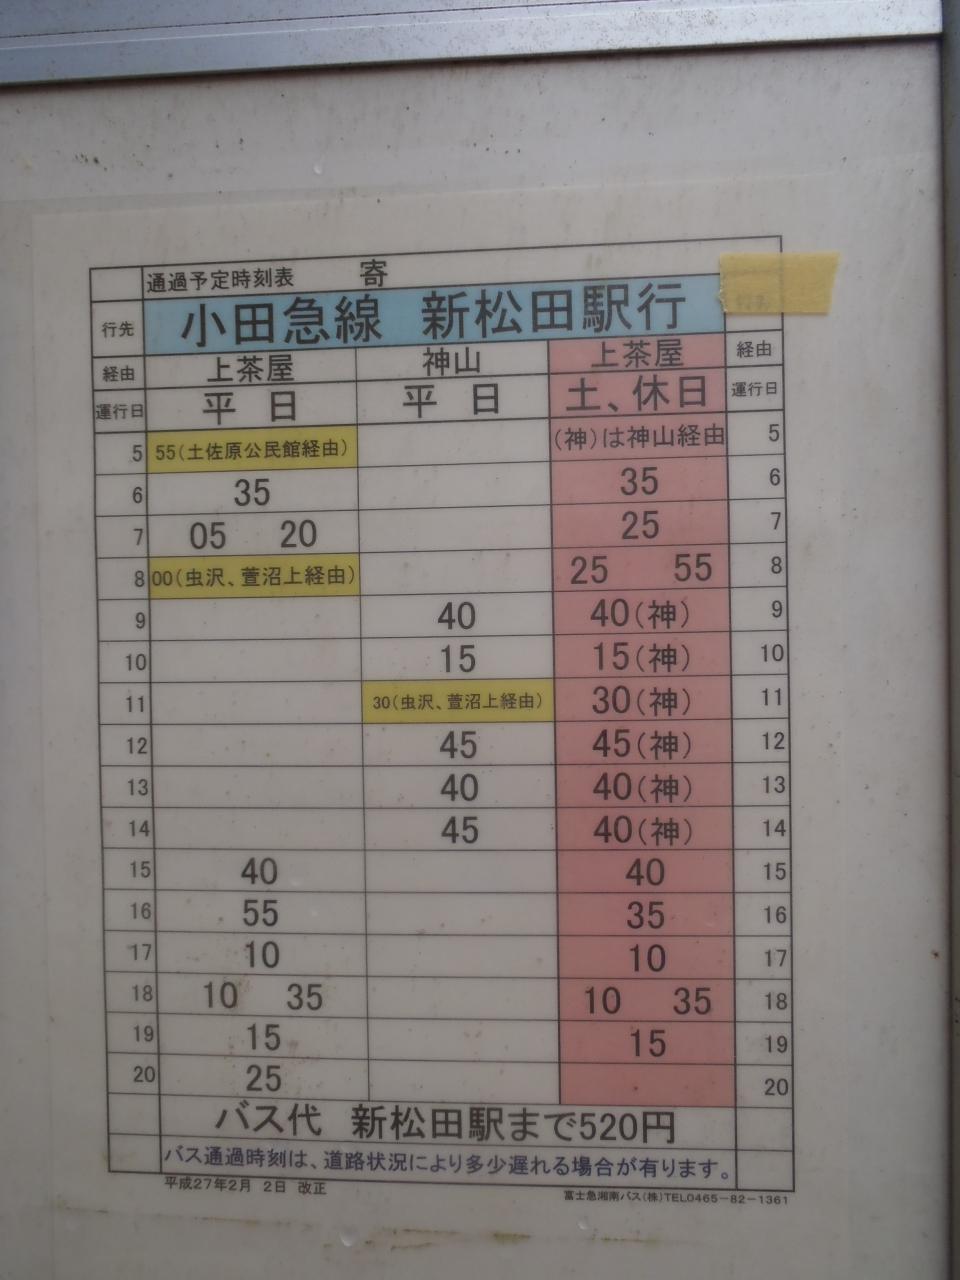 通過予定時刻表 寄
行先 小田急線 新松田駅行
経由 上茶屋 神山 上茶屋 経由
運行日 平 日 平 日 土、休日 運行日
5 55(土佐原公民館経由) (神)は神山経由 5
6 35 35 6
7 05 20 25 7
8 00(虫沢、萱沼上経由) 25 55 8
9 40 40(神) 9
10 15 15(神) 10
11 30(虫沢、萱沼上経由) 30(神) 11
12 45 45(神) 12
13 40 40(神) 13
14 45 40(神) 14
15 40 40 15
16 55 35 16
17 10 10 17
18 10 35 10 35 18
19 15 15 19
20 25 20
バス代 新松田駅まで520円
バス通過時刻は、道路状況により多少遅れる場合が有ります。
平成27年2月 2日 改正 富士急湘南バス(株)TEL0465-82-1361